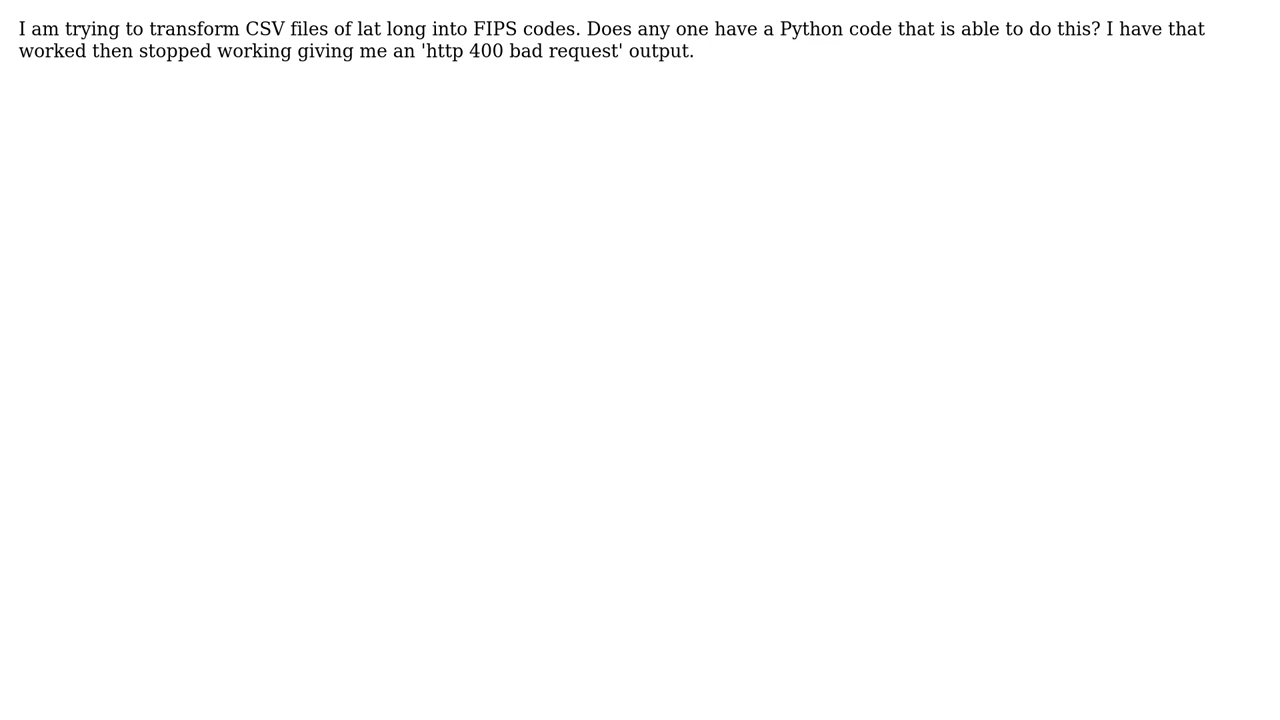 I am trying to transform CSV files of lat long into FIPS codes. Does any one have a Python code that is able to do this? I have that
worked then stopped working giving me an 'http 400 bad request' output.